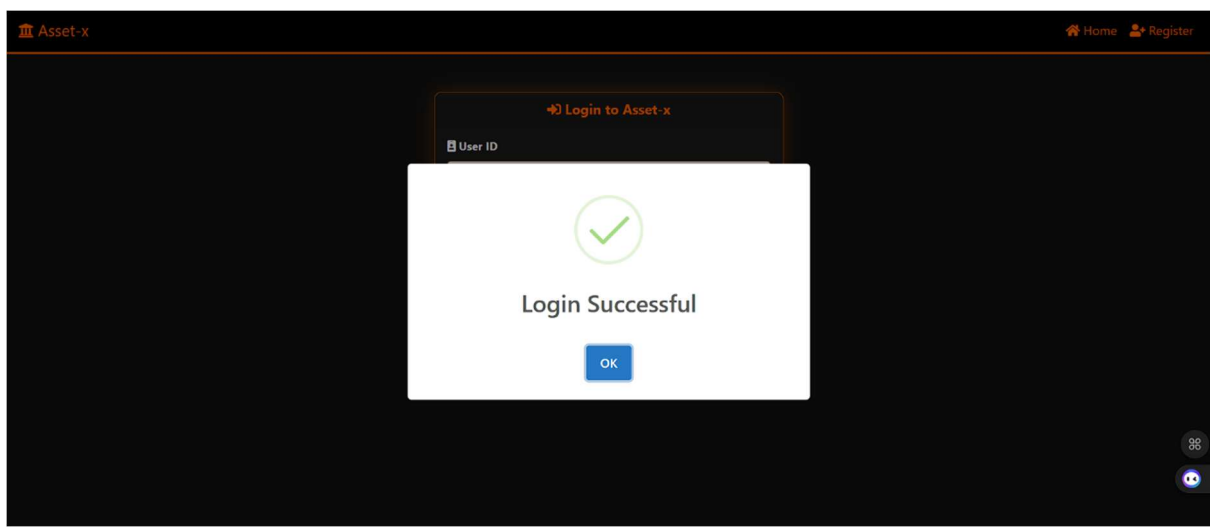 Asset-x
Home Register
Login to Asset-x
User ID
Login Successful
OK